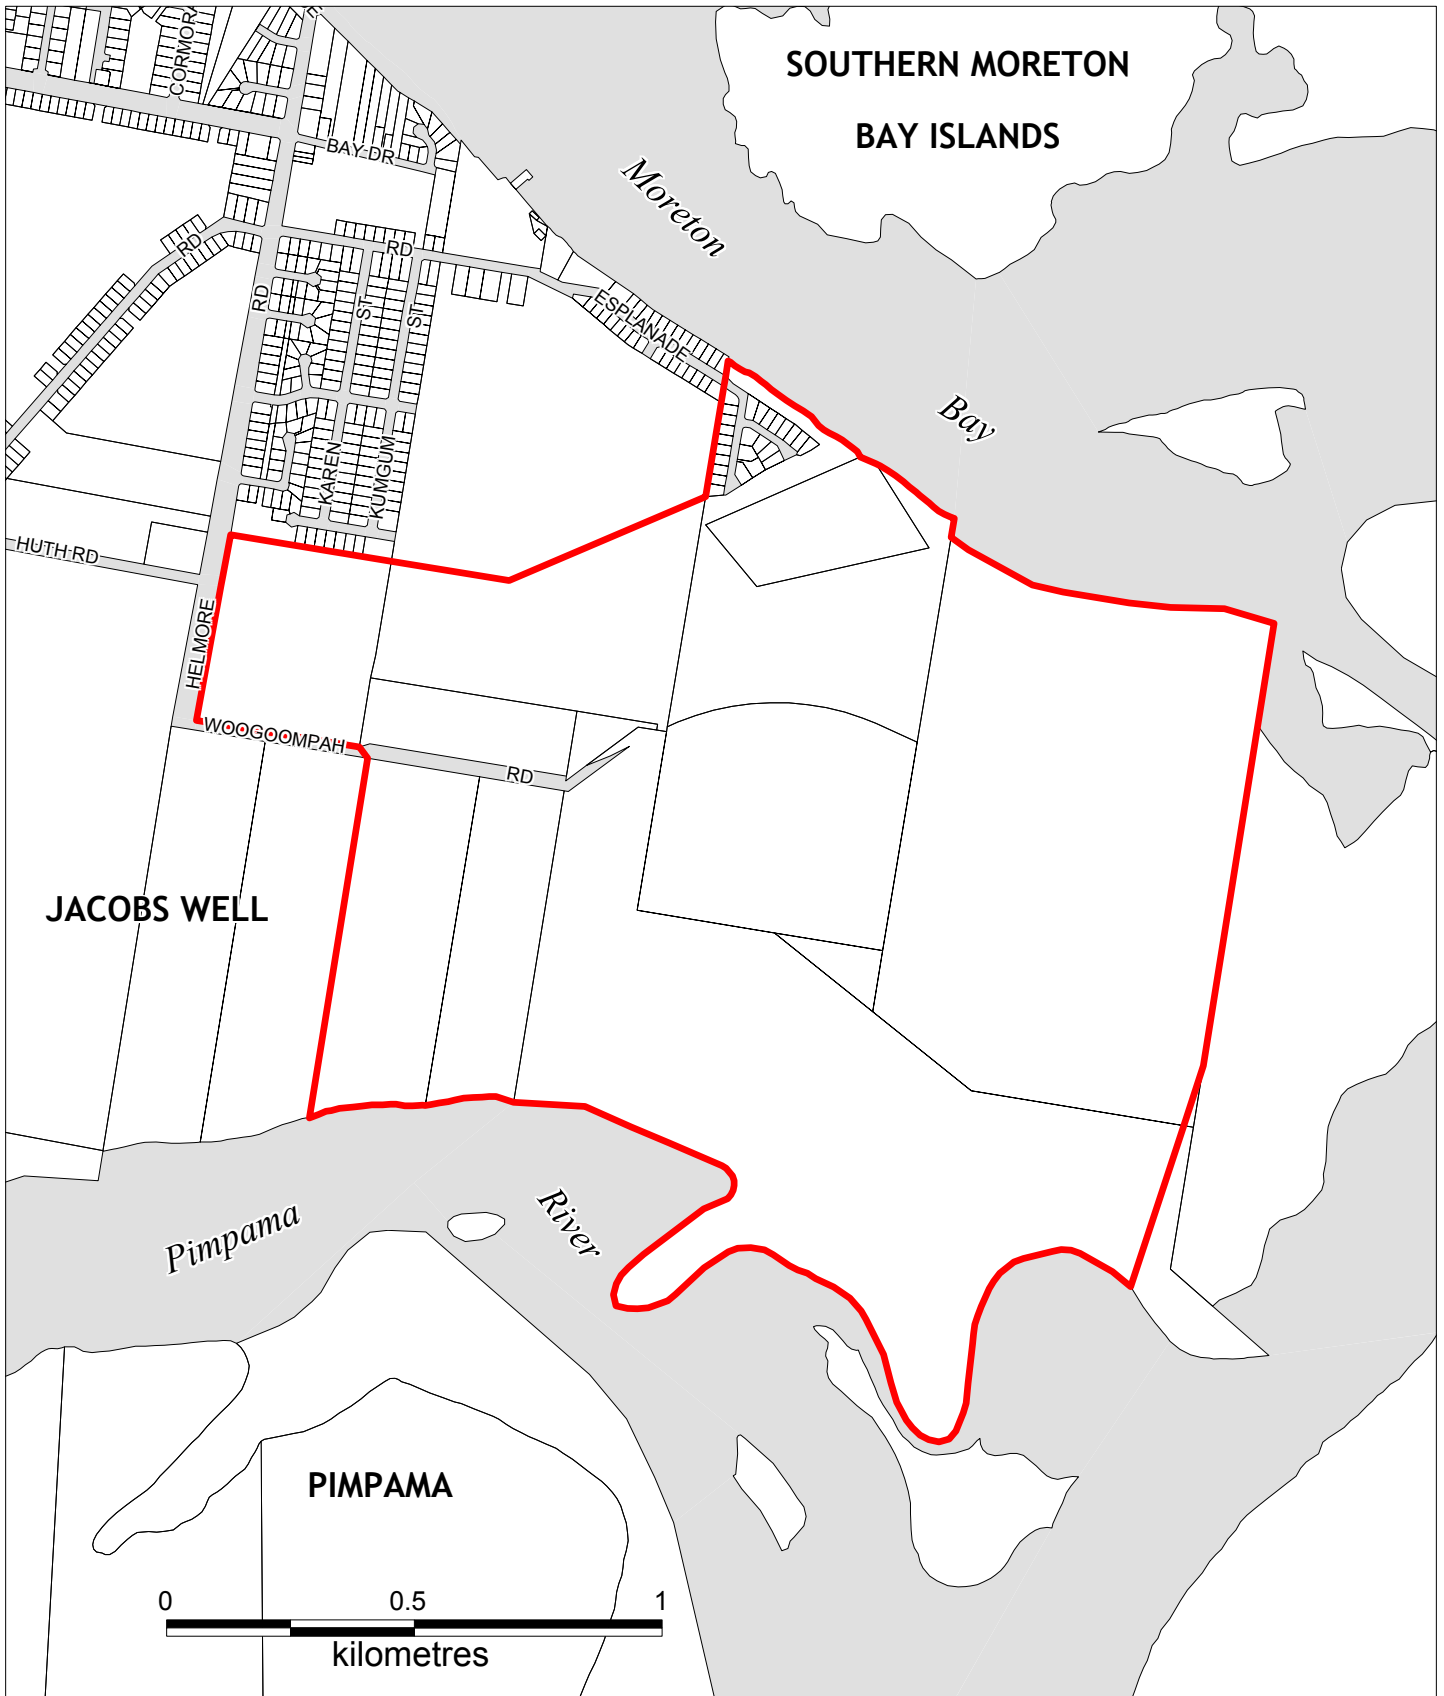 SOUTHERN MORETON
BAY ISLANDS
CORMORA
BAY DR
Moreton
RD
RD
RD
ST
ST
ESPLANADE
Bay
KAREN
KUMGUM
HUTH RD
HELMORE
WOOGOOMPAH
RD
JACOBS WELL
Pimpama
River
PIMPAMA
0 0.5 1
kilometres